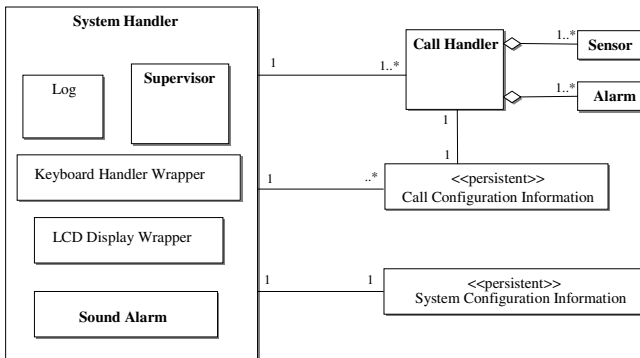 System Handler
Log
Supervisor
Keyboard Handler Wrapper
LCD Display Wrapper
Sound Alarm
1
1..*
Call Handler
1..*
Sensor
1..*
Alarm
1
1
1
..*
<<persistent>>
Call Configuration Information
1
1
<<persistent>>
System Configuration Information